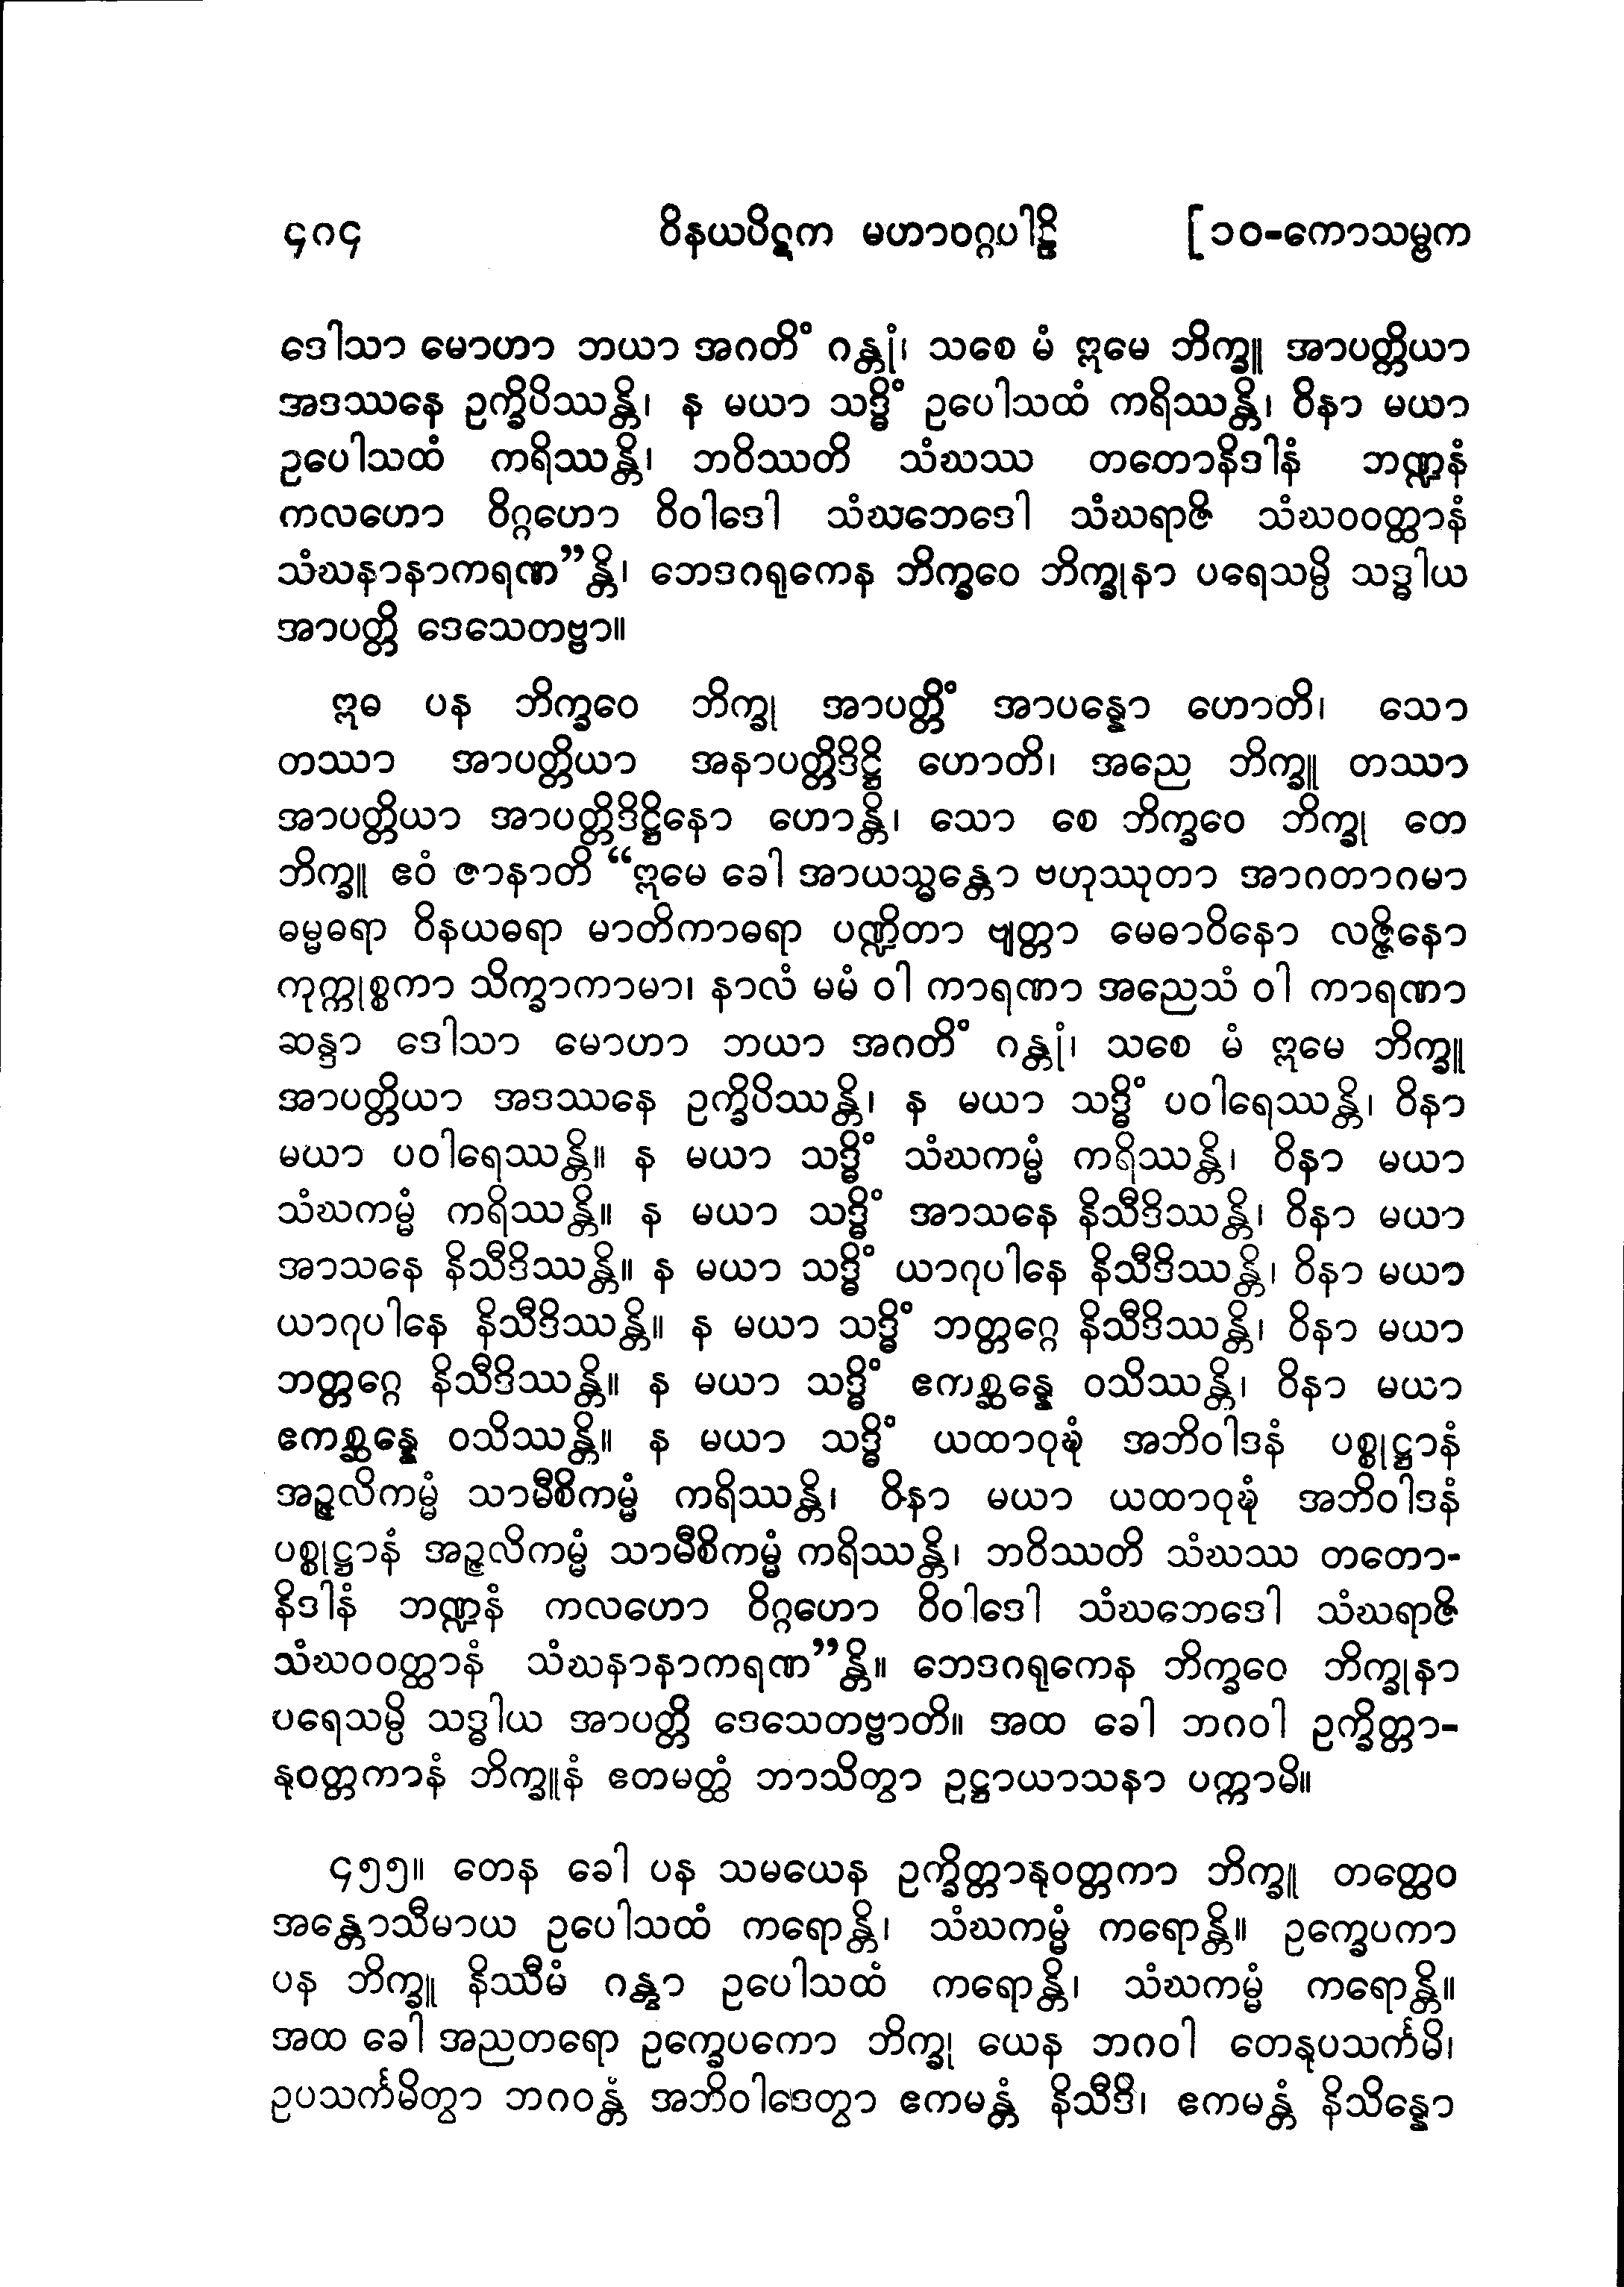 ၄၈၄ ဝိနယပိဋက မဟာဝဂ္ဂပါဠိ [ ၁၀-ကောသမ္ဗက
ဒေါသာ မောဟာ ဘယာ အဂတိံ ဂန္တုံ၊ သစေ မံ ဣမေ ဘိက္ခူ အာပတ္တိယာ
အဒဿနေ ဥက္ခိပိဿန္တိ၊ န မယာ သဒ္ဓိံ ဥပေါသထံ ကရိဿန္တိ၊ ဝိနာ မယာ
ဥပေါသထံ ကရိဿန္တိ၊ ဘဝိဿတိ သံဃဿ တတောနိဒါနံ ဘဏ္ဍနံ
ကလဟော ဝိဂ္ဂဟော ဝိဝါဒေါ သံဃဘေဒေါ သံဃရာဇိ သံဃဝဝတ္ထာနံ
သံဃနာနာကရဏ”န္တိ၊ ဘေဒဂရုကေန ဘိက္ခဝေ ဘိက္ခုနာ ပရေသမ္ပိ သဒ္ဓါယ
အာပတ္တိ ဒေသေတဗ္ဗာ။
ဣဓ ပန ဘိက္ခဝေ ဘိက္ခု အာပတ္တိံ အာပန္နော ဟောတိ၊ သော
တဿာ အာပတ္တိယာ အနာပတ္တိဒိဋ္ဌိ ဟောတိ၊ အညေ ဘိက္ခူ တဿာ
အာပတ္တိယာ အာပတ္တိဒိဋ္ဌိနော ဟောန္တိ၊ သော စေ ဘိက္ခဝေ ဘိက္ခု တေ
ဘိက္ခူ ဧဝံ ဇာနာတိ “ဣမေ ခေါ အာယသ္မန္တော ဗဟုဿုတာ အာဂတာဂမာ
ဓမ္မဓရာ ဝိနယဓရာ မာတိကာဓရာ ပဏ္ဍိတာ ဗျတ္တာ မေဓာဝိနော လဇ္ဇိနော
ကုက္ကုစ္စကာ သိက္ခာကာမာ၊ နာလံ မမံ ဝါ ကာရဏာ အညေသံ ဝါ ကာရဏာ
ဆန္ဒာ ဒေါသာ မောဟာ ဘယာ အဂတိံ ဂန္တုံ၊ သစေ မံ ဣမေ ဘိက္ခူ
အာပတ္တိယာ အဒဿနေ ဥက္ခိပိဿန္တိ၊ န မယာ သဒ္ဓိံ ပဝါရေဿန္တိ၊ ဝိနာ
မယာ ပဝါရေဿန္တိ။ န မယာ သဒ္ဓိံ သံဃကမ္မံ ကရိဿန္တိ၊ ဝိနာ မယာ
သံဃကမ္မံ ကရိဿန္တိ။ န မယာ သဒ္ဓိံ အာသနေ နိသီဒိဿန္တိ၊ ဝိနာ မယာ
အာသနေ နိသီဒိဿန္တိ။ န မယာ သဒ္ဓိံ ယာဂုပါနေ နိသီဒိဿန္တိ၊ ဝိနာ မယာ
ယာဂုပါနေ နိသီဒိဿန္တိ။ န မယာ သဒ္ဓိံ ဘတ္တဂ္ဂေ နိသီဒိဿန္တိ၊ ဝိနာ မယာ
ဘတ္တဂ္ဂေ နိသီဒိဿန္တိ။ န မယာ သဒ္ဓိံ ဧကစ္ဆန္နေ ဝသိဿန္တိ၊ ဝိနာ မယာ
ဧကစ္ဆန္နေ ဝသိဿန္တိ။ န မယာ သဒ္ဓိံ ယထာဝုဍ္ဎံ အဘိဝါဒနံ ပစ္စုဋ္ဌာနံ
အဉ္ဇလိကမ္မံ သာမီစိကမ္မံ ကရိဿန္တိ၊ ဝိနာ မယာ ယထာဝုဍ္ဎံ အဘိဝါဒနံ
ပစ္စုဋ္ဌာနံ အဉ္ဇလိကမ္မံ သာမီစိကမ္မံ ကရိဿန္တိ၊ ဘဝိဿတိ သံဃဿ တတော-
နိဒါနံ ဘဏ္ဍနံ ကလဟော ဝိဂ္ဂဟော ဝိဝါဒေါ သံဃဘေဒေါ သံဃရာဇိ
သံဃဝဝတ္ထာနံ သံဃနာနာကရဏ”န္တိ။ ဘေဒဂရုကေန ဘိက္ခဝေ ဘိက္ခုနာ
ပရေသမ္ပိ သဒ္ဓါယ အာပတ္တိ ဒေသေတဗ္ဗာတိ။ အထ ခေါ ဘဂဝါ ဥက္ခိတ္တာ-
နုဝတ္တကာနံ ဘိက္ခူနံ ဧတမတ္ထံ ဘာသိတွာ ဥဋ္ဌာယာသနာ ပက္ကာမိ။
၄၅၅။ တေန ခေါ ပန သမယေန ဥက္ခိတ္တာနုဝတ္တကာ ဘိက္ခူ တတ္ထေဝ
အန္တောသီမာယ ဥပေါသထံ ကရောန္တိ၊ သံဃကမ္မံ ကရောန္တိ။ ဥက္ခေပကာ
ပန ဘိက္ခူ နိဿီမံ ဂန္တွာ ဥပေါသထံ ကရောန္တိ၊ သံဃကမ္မံ ကရောန္တိ။
အထ ခေါ အညတရော ဥက္ခေပကော ဘိက္ခု ယေန ဘဂဝါ တေနုပသင်္ကမိ၊
ဥပသင်္ကမိတွာ ဘဂဝန္တံ အဘိဝါဒေတွာ ဧကမန္တံ နိသီဒိ၊ ဧကမန္တံ နိသိန္နော